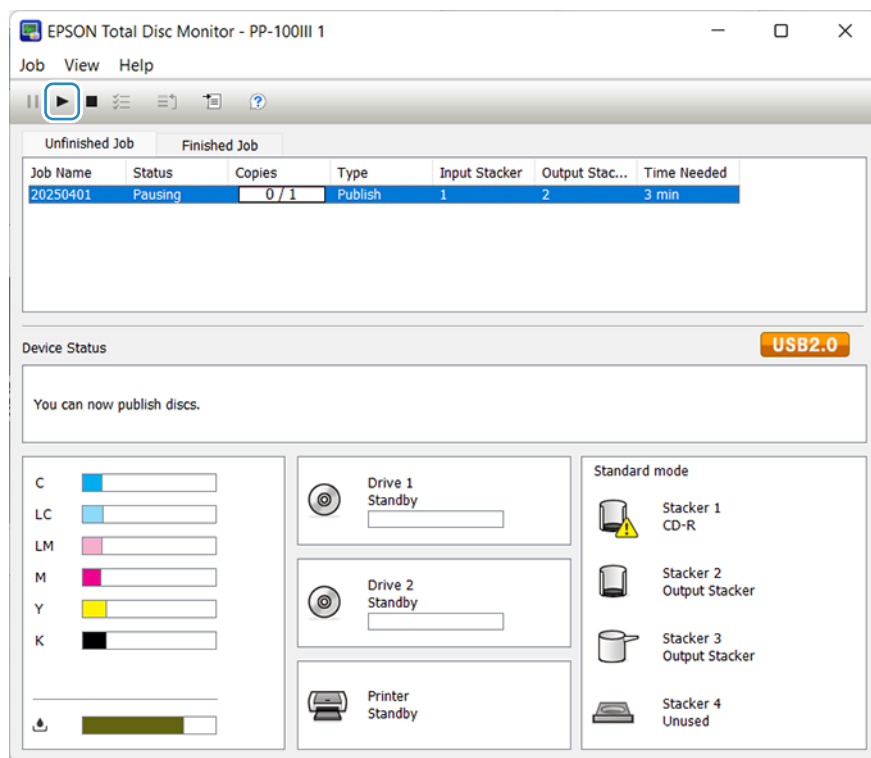 EPSON Total Disc Monitor - PP-100III 1
Job View Help
Unfinished Job Finished Job
Job Name Status Copies Type Input Stacker Output Stac... Time Needed
20250401 Pausing 0 / 1 Publish 1 2 3 min
Device Status USB2.0
You can now publish discs.
C
LC
LM
M
Y
K
Drive 1
Standby
Drive 2
Standby
Printer
Standby
Standard mode
Stacker 1
CD-R
Stacker 2
Output Stacker
Stacker 3
Output Stacker
Stacker 4
Unused